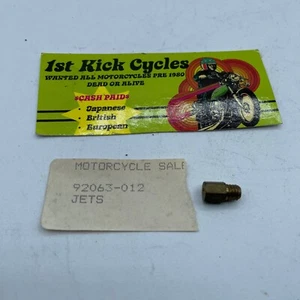 1st Kick Cycles
WANTED ALL MOTORCYCLES PRE 1980
DEAD OR ALIVE
*CASH PAID*
• Japanese
• British
• European
MOTORCYCLE SALE
92063-012
JETS